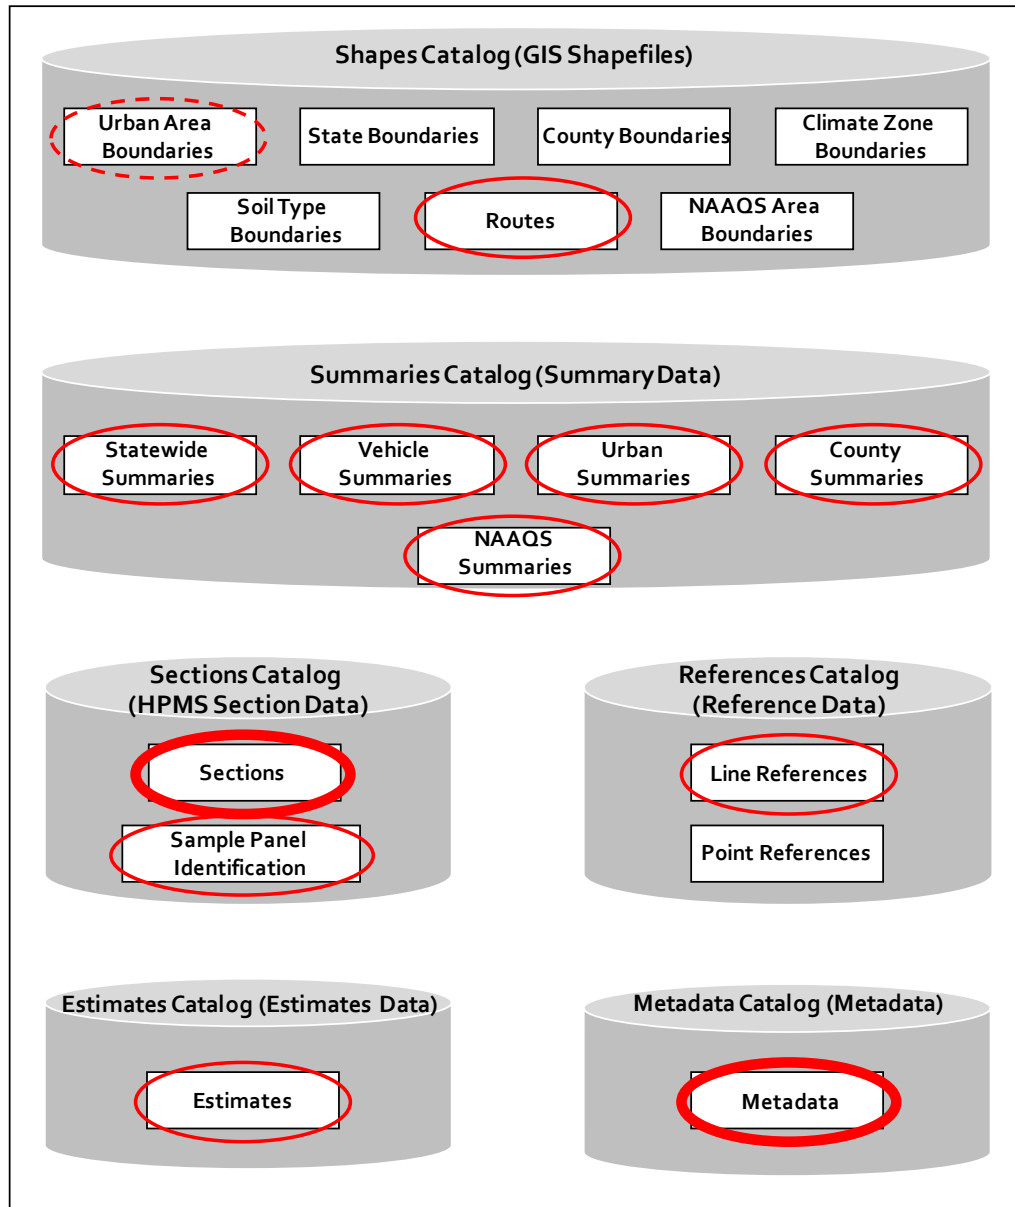 Shapes Catalog (GIS Shapefiles)
Urban Area
Boundaries
State Boundaries
County Boundaries
Climate Zone
Boundaries
Soil Type
Boundaries
Routes
NAAQS Area
Boundaries
Summaries Catalog (Summary Data)
Statewide
Summaries
Vehicle
Summaries
Urban
Summaries
County
Summaries
NAAQS
Summaries
Sections Catalog
(HPMS Section Data)
Sections
Sample Panel
Identification
References Catalog
(Reference Data)
Line References
Point References
Estimates Catalog (Estimates Data)
Estimates
Metadata Catalog (Metadata)
Metadata